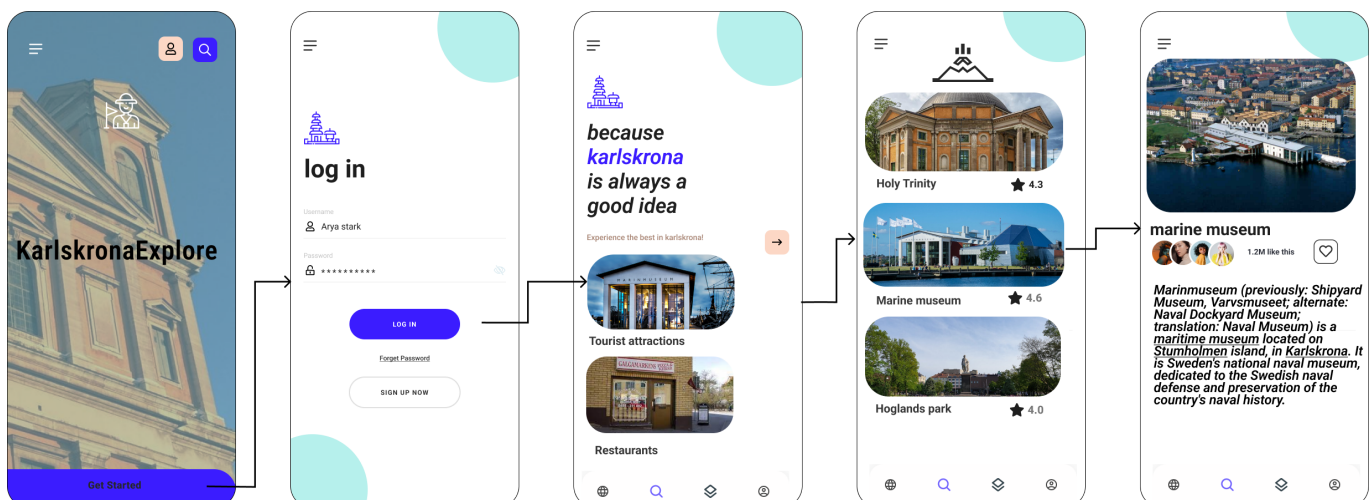 KarlskronaExplore
Get Started
log in
Username
Arya stark
Password
**********
LOG IN
Forget Password
SIGN UP NOW
because
karlskrona
is always a
good idea
Experience the best in karlskrona!
MARINMUSEUM
Tourist attractions
Restaurants
Holy Trinity
4.3
Marine museum
4.6
Hoglands park
4.0
marine museum
1.2M like this
Marinmuseum (previously: Shipyard
Museum, Varvsmuseet; alternate:
Naval Dockyard Museum;
translation: Naval Museum) is a
maritime museum located on
Stumholmen island, in Karlskrona. It
is Sweden's national naval museum,
dedicated to the Swedish naval
defense and preservation of the
country's naval history.